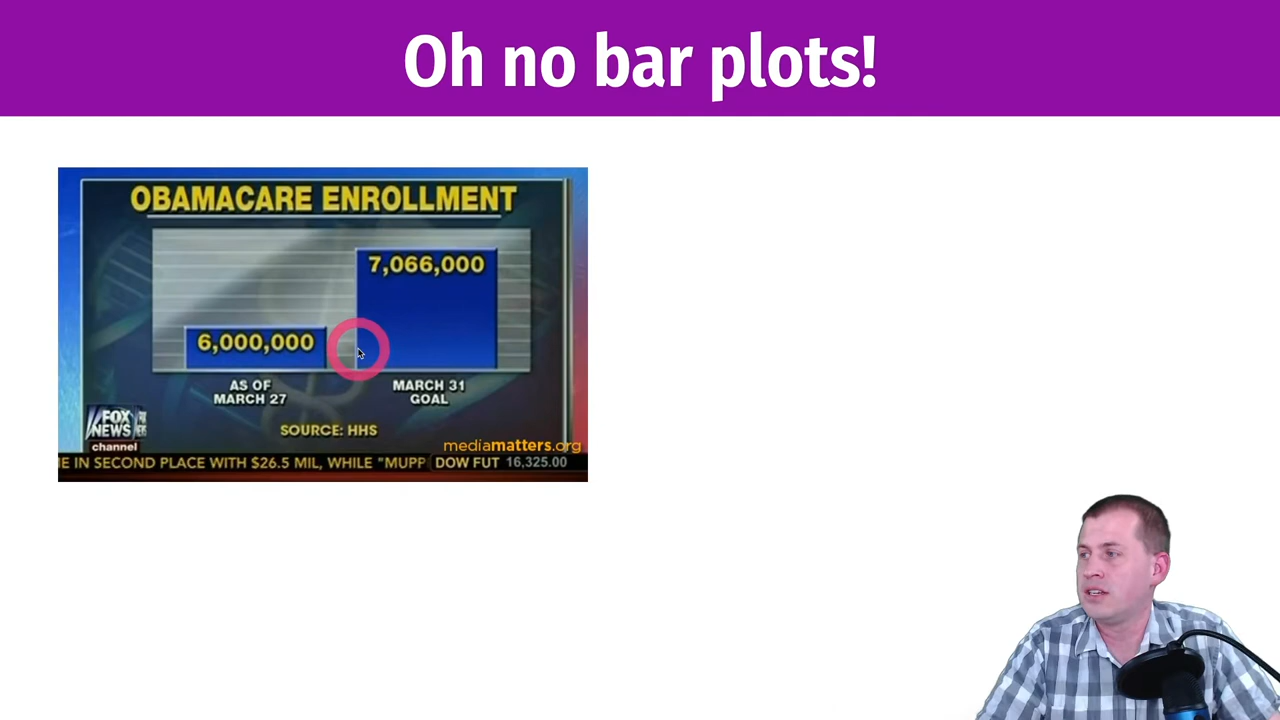 Oh no bar plots!
OBAMACARE ENROLLMENT
7,066,000
6,000,000
AS OF
MARCH 27
MARCH 31
GOAL
SOURCE: HHS
FOX
NEWS
channel
mediamatters.org
E IN SECOND PLACE WITH $26.5 MIL, WHILE "MUPP DOW FUT 16,325.00